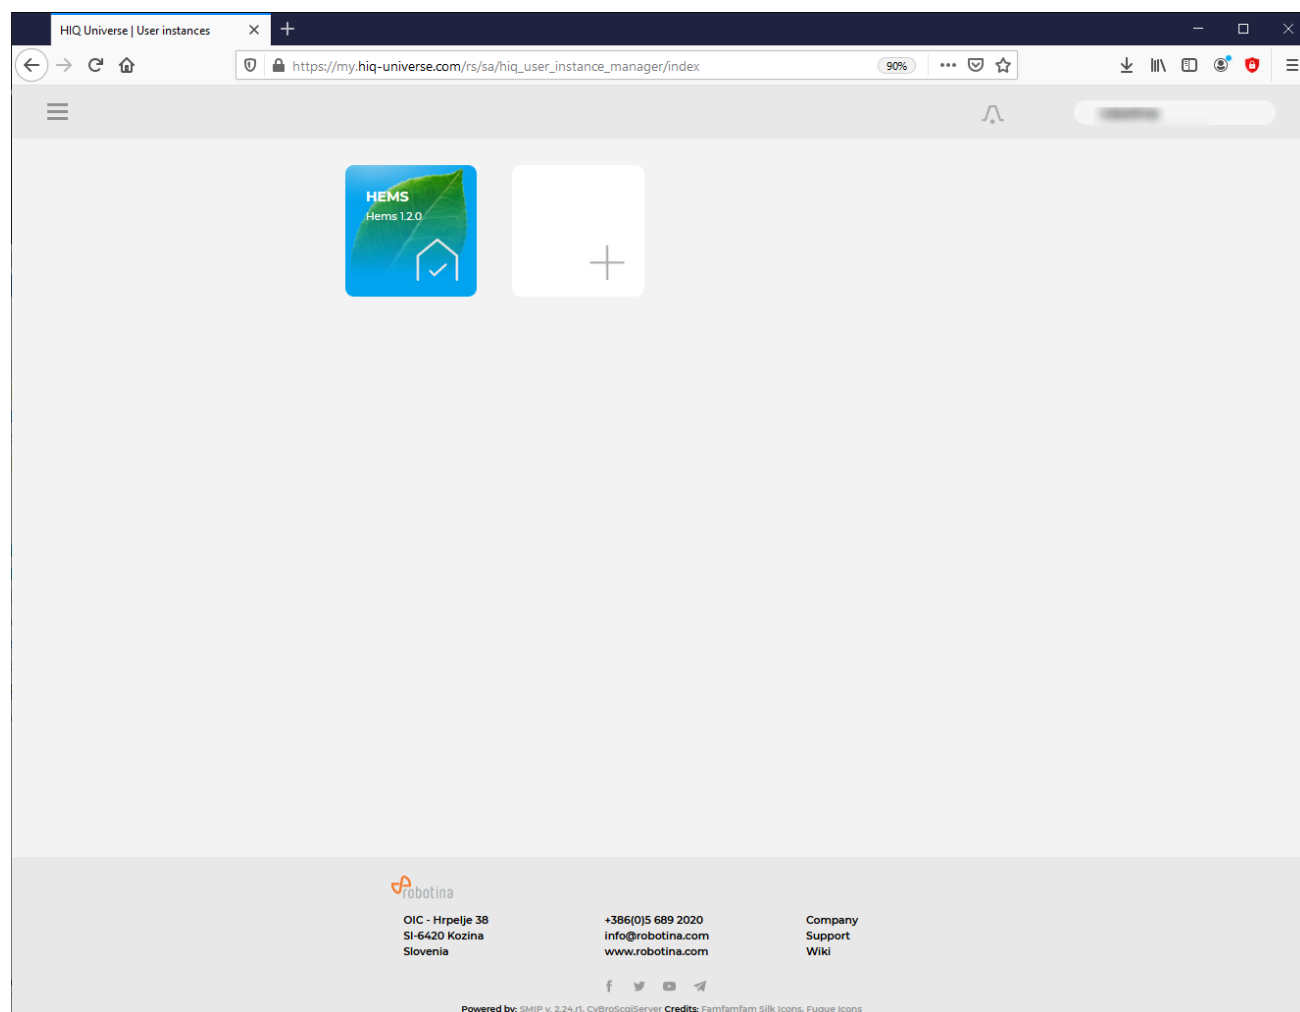 HIQ Universe | User instances
https://my.hiq-universe.com/rs/sa/hiq_user_instance_manager/index
90%
HEMS
Hems 1.2.0
robotina
OIC - Hrpelje 38
SI-6420 Kozina
Slovenia
+386(0)5 689 2020
info@robotina.com
www.robotina.com
Company
Support
Wiki
Powered by: SMIP v. 2.24.r1, CyBroScgiServer Credits: Famfamfam Silk Icons, Fugue Icons